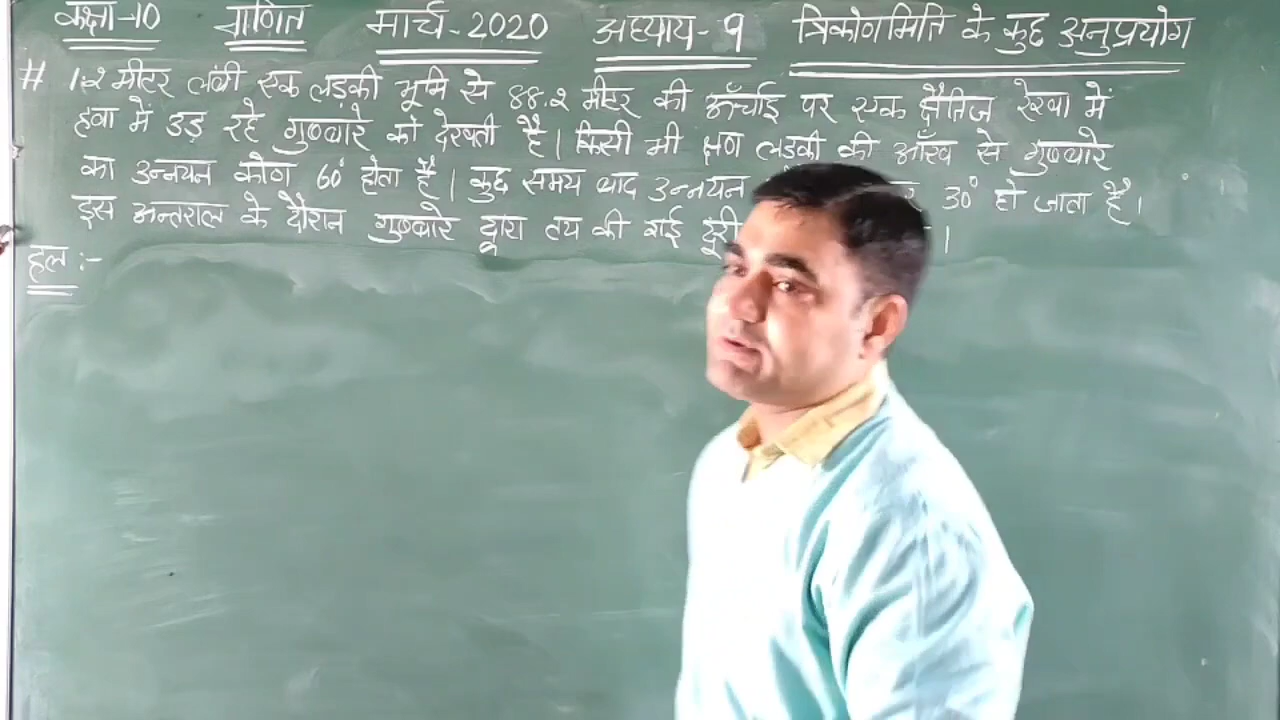 कक्षा-10 गणित मार्च-2020 अध्याय-9 त्रिकोणमिति के कुछ अनुप्रयोग
# 1.2 मीटर लंबी एक लड़की भूमि से 88.2 मीटर की ऊँचाई पर एक क्षैतिज रेखा में
हवा में उड़ रहे गुब्बारे को देखती है। किसी भी क्षण लड़की की आँख से गुब्बारे
का उन्नयन कोण 60° होता है। कुछ समय बाद उन्नयन 30° हो जाता है।
इस अन्तराल के दौरान गुब्बारे द्वारा तय की गई दूरी ।
हल :-